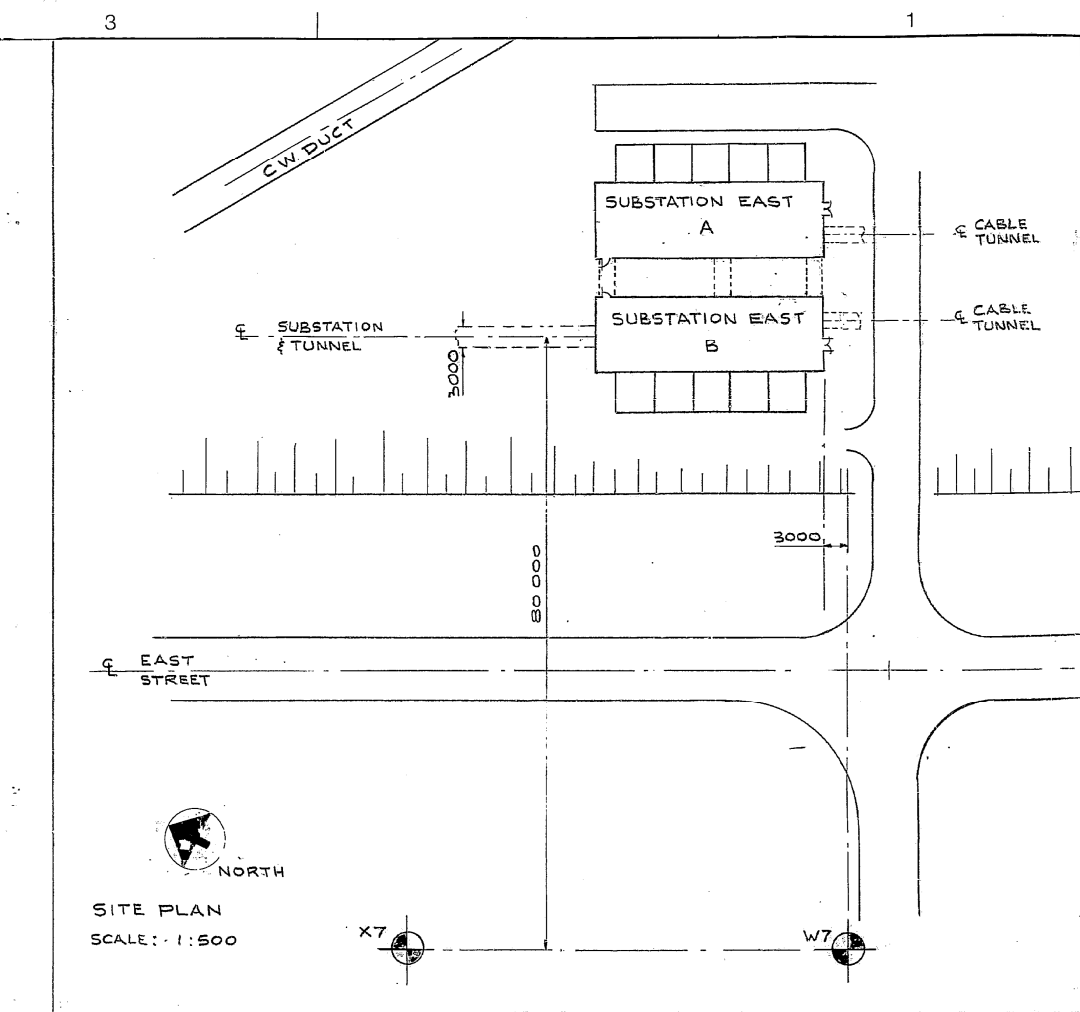 3
1
C.W. DUCT
SUBSTATION EAST
A
℄ CABLE
TUNNEL
SUBSTATION EAST
B
℄ CABLE
TUNNEL
℄ SUBSTATION
& TUNNEL
3000
3000
80000
℄ EAST
STREET
NORTH
SITE PLAN
SCALE:- 1:500
X7
W7